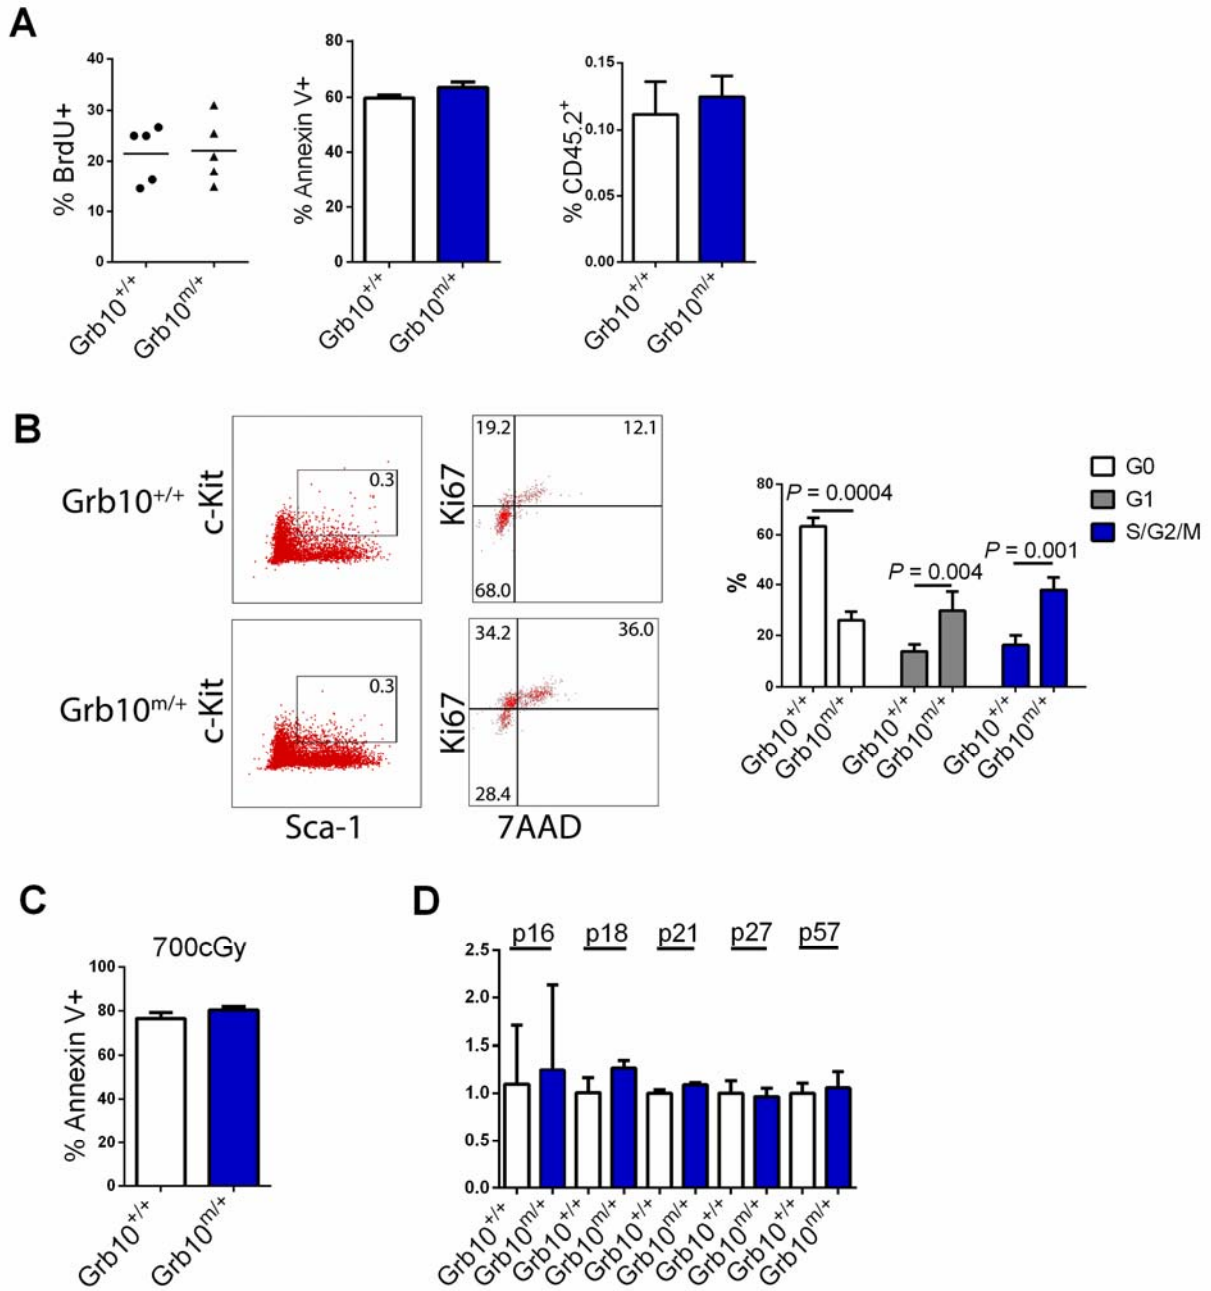 A
40
30
20
10
0
% BrdU+
Grb10+/+
Grb10m/+
80
60
40
20
0
% Annexin V+
Grb10+/+
Grb10m/+
0.15
0.10
0.05
0.00
% CD45.2+
Grb10+/+
Grb10m/+
B
Grb10+/+
c-Kit
0.3
Ki67
19.2
12.1
68.0
Grb10m/+
c-Kit
0.3
Ki67
34.2
36.0
28.4
Sca-1
7AAD
G0
G1
S/G2/M
80
60
40
20
0
%
P = 0.0004
P = 0.004
P = 0.001
Grb10+/+
Grb10m/+
Grb10+/+
Grb10m/+
Grb10+/+
Grb10m/+
C
700cGy
100
80
60
40
20
0
% Annexin V+
Grb10+/+
Grb10m/+
D
p16
p18
p21
p27
p57
2.5
2.0
1.5
1.0
0.5
0.0
Grb10+/+
Grb10m/+
Grb10+/+
Grb10m/+
Grb10+/+
Grb10m/+
Grb10+/+
Grb10m/+
Grb10+/+
Grb10m/+